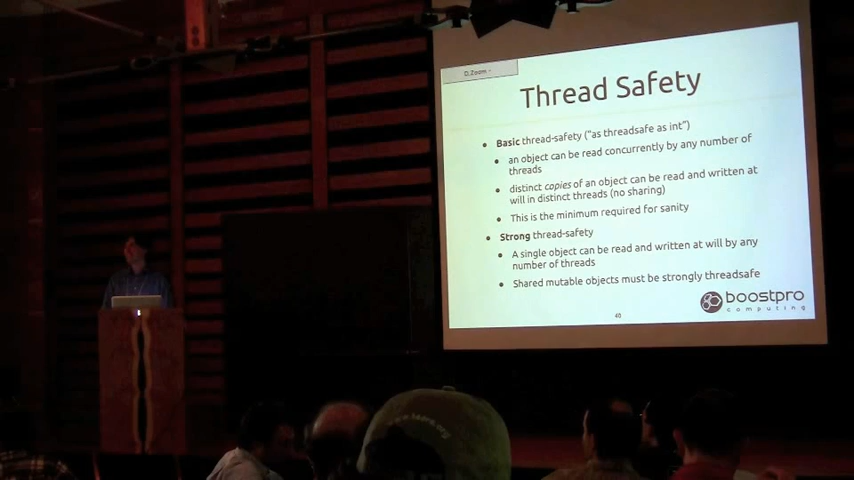 D.Zoom -
Thread Safety
• Basic thread-safety ("as threadsafe as int")
• an object can be read concurrently by any number of
threads
• distinct copies of an object can be read and written at
will in distinct threads (no sharing)
• This is the minimum required for sanity
• Strong thread-safety
• A single object can be read and written at will by any
number of threads
• Shared mutable objects must be strongly threadsafe
boostpro
computing